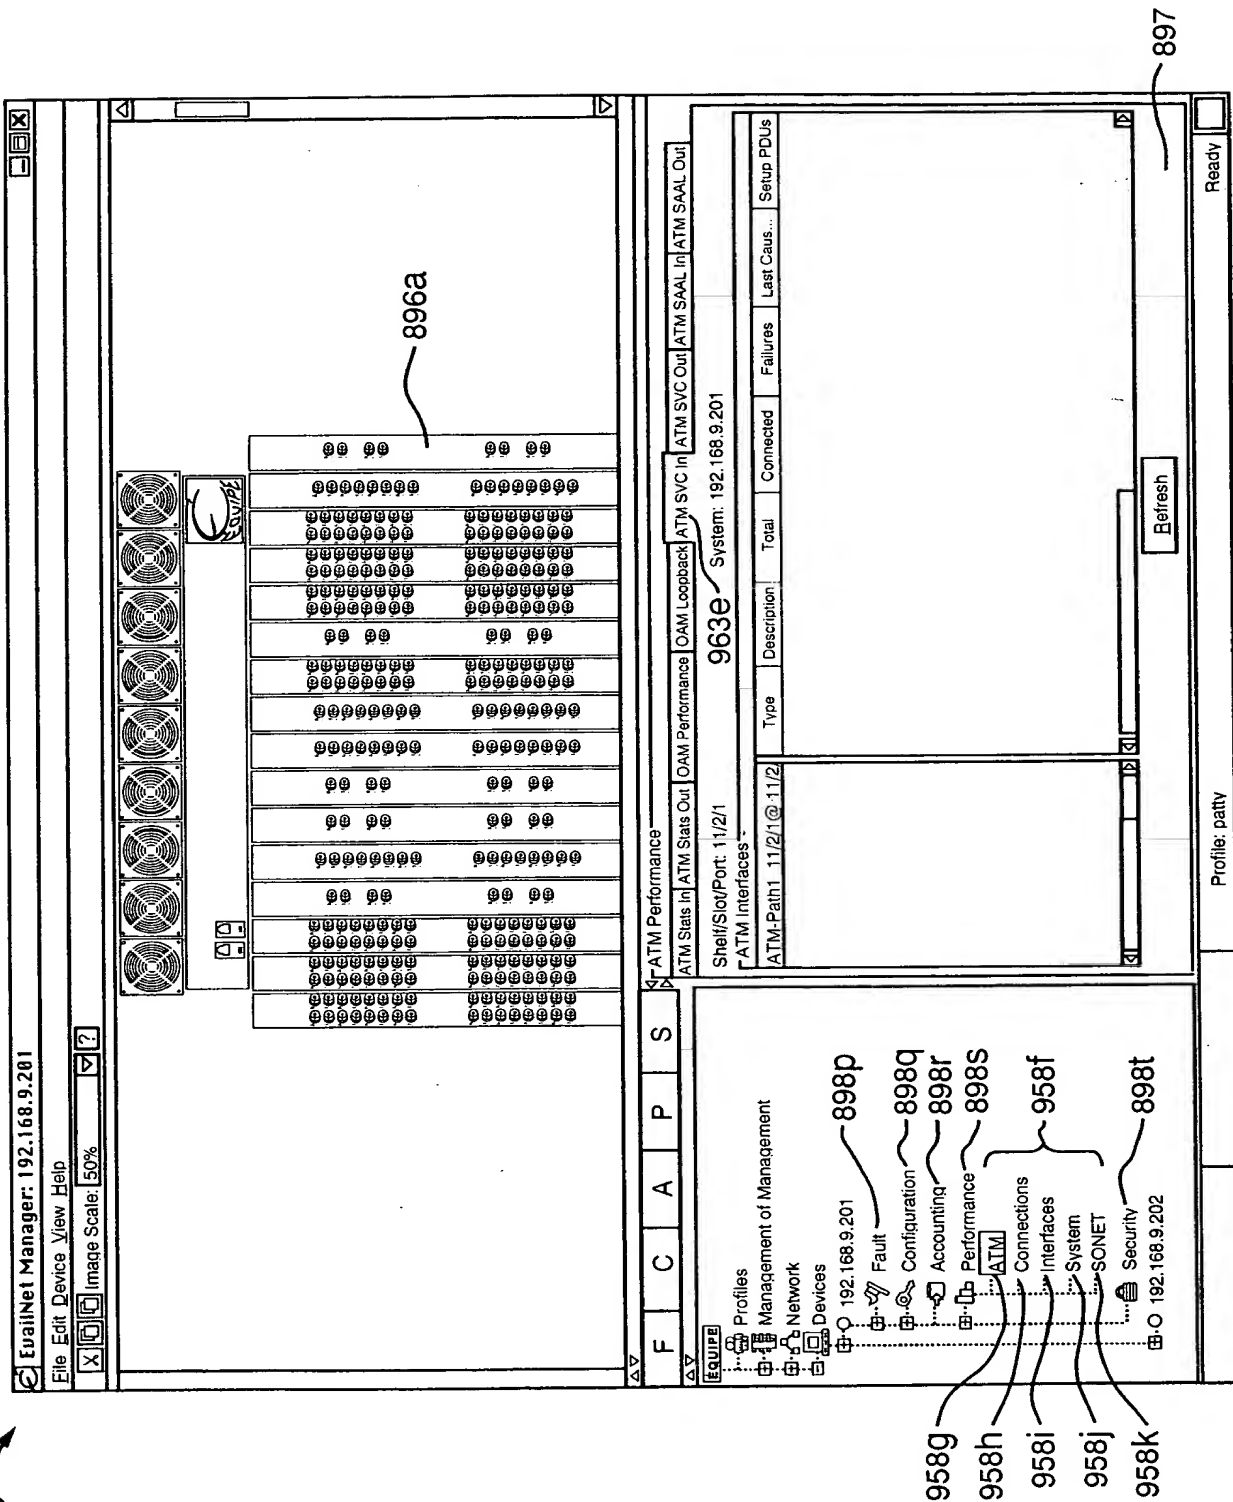 EvailNet Manager: 192.168.9.201
File Edit Device View Help
Image Scale: 50% ?
EQUIPE
896a
F C A P S
EQUIPE
Profiles
Management of Management
Network
Devices
192.168.9.201
Fault
Configuration
Accounting
Performance
ATM
Connections
Interfaces
System
SONET
Security
192.168.9.202
898p
898q
898r
898s
958f
898t
958g
958h
958i
958j
958k
ATM Performance
ATM Stats In ATM Stats Out OAM Performance OAM Loopback ATM SVC In ATM SVC Out ATM SAAL In ATM SAAL Out
963e
Shelf/Slot/Port: 11/2/1 System: 192.168.9.201
ATM Interfaces
Type Description Total Connected Failures Last Caus... Setup PDUs
ATM-Path1 11/2/1@ 11/2/
Refresh
897
Profile: patty Ready